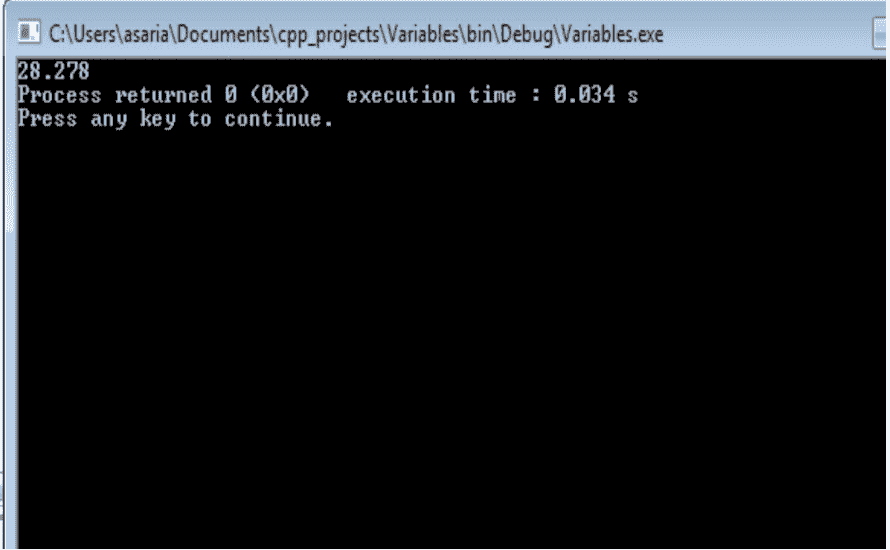 C:\Users\asaria\Documents\cpp_projects\Variables\bin\Debug\Variables.exe
28.278
Process returned 0 (0x0)   execution time : 0.034 s
Press any key to continue.